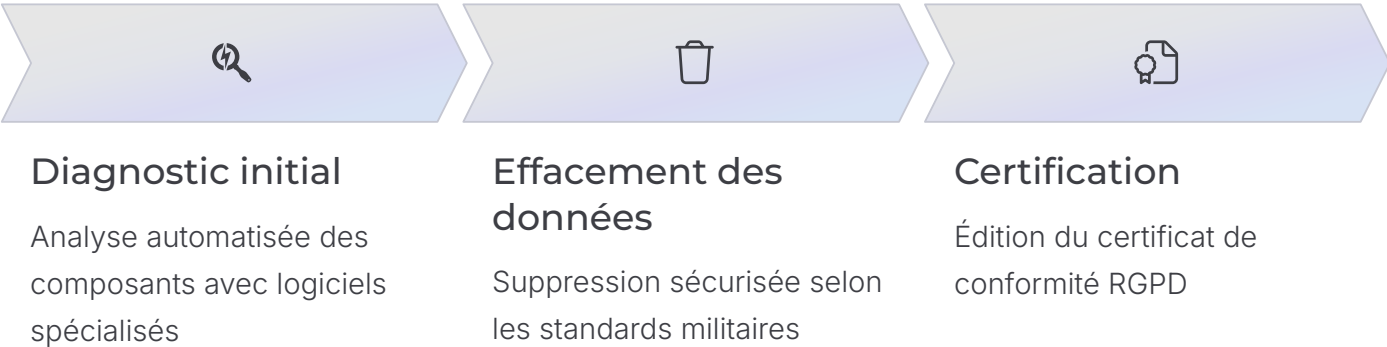 Diagnostic initial
Analyse automatisée des
composants avec logiciels
spécialisés
Effacement des
données
Suppression sécurisée selon
les standards militaires
Certification
Édition du certificat de
conformité RGPD